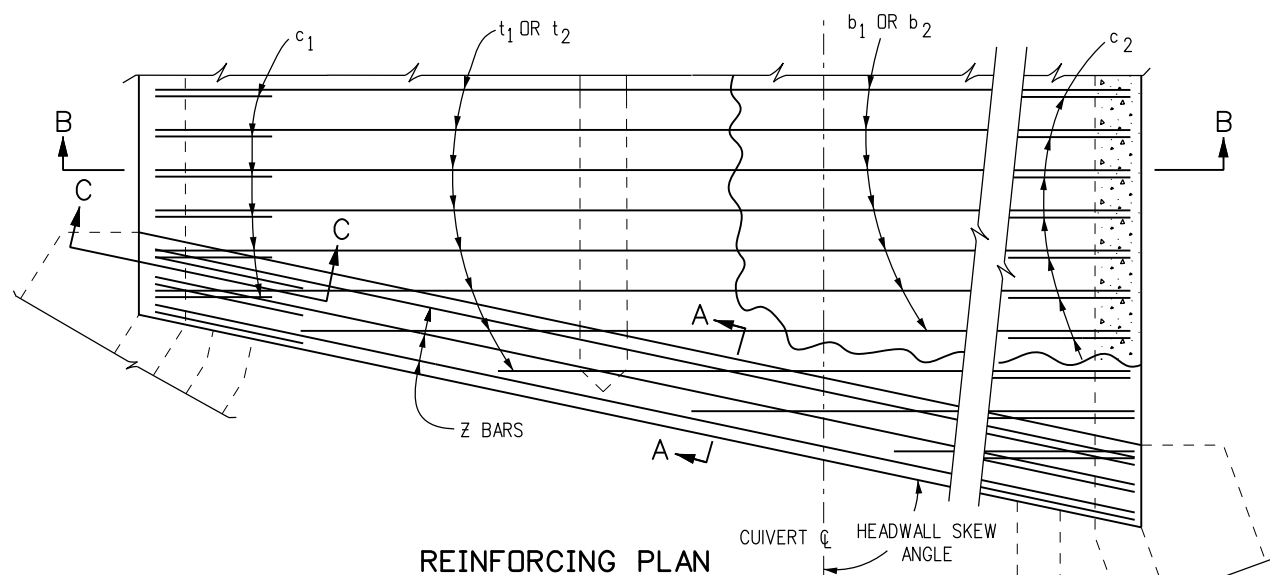 c1
t1 OR t2
b1 OR b2
c2
B
B
C
C
A
A
Z BARS
CUIVERT ℄
HEADWALL SKEW
ANGLE
REINFORCING PLAN